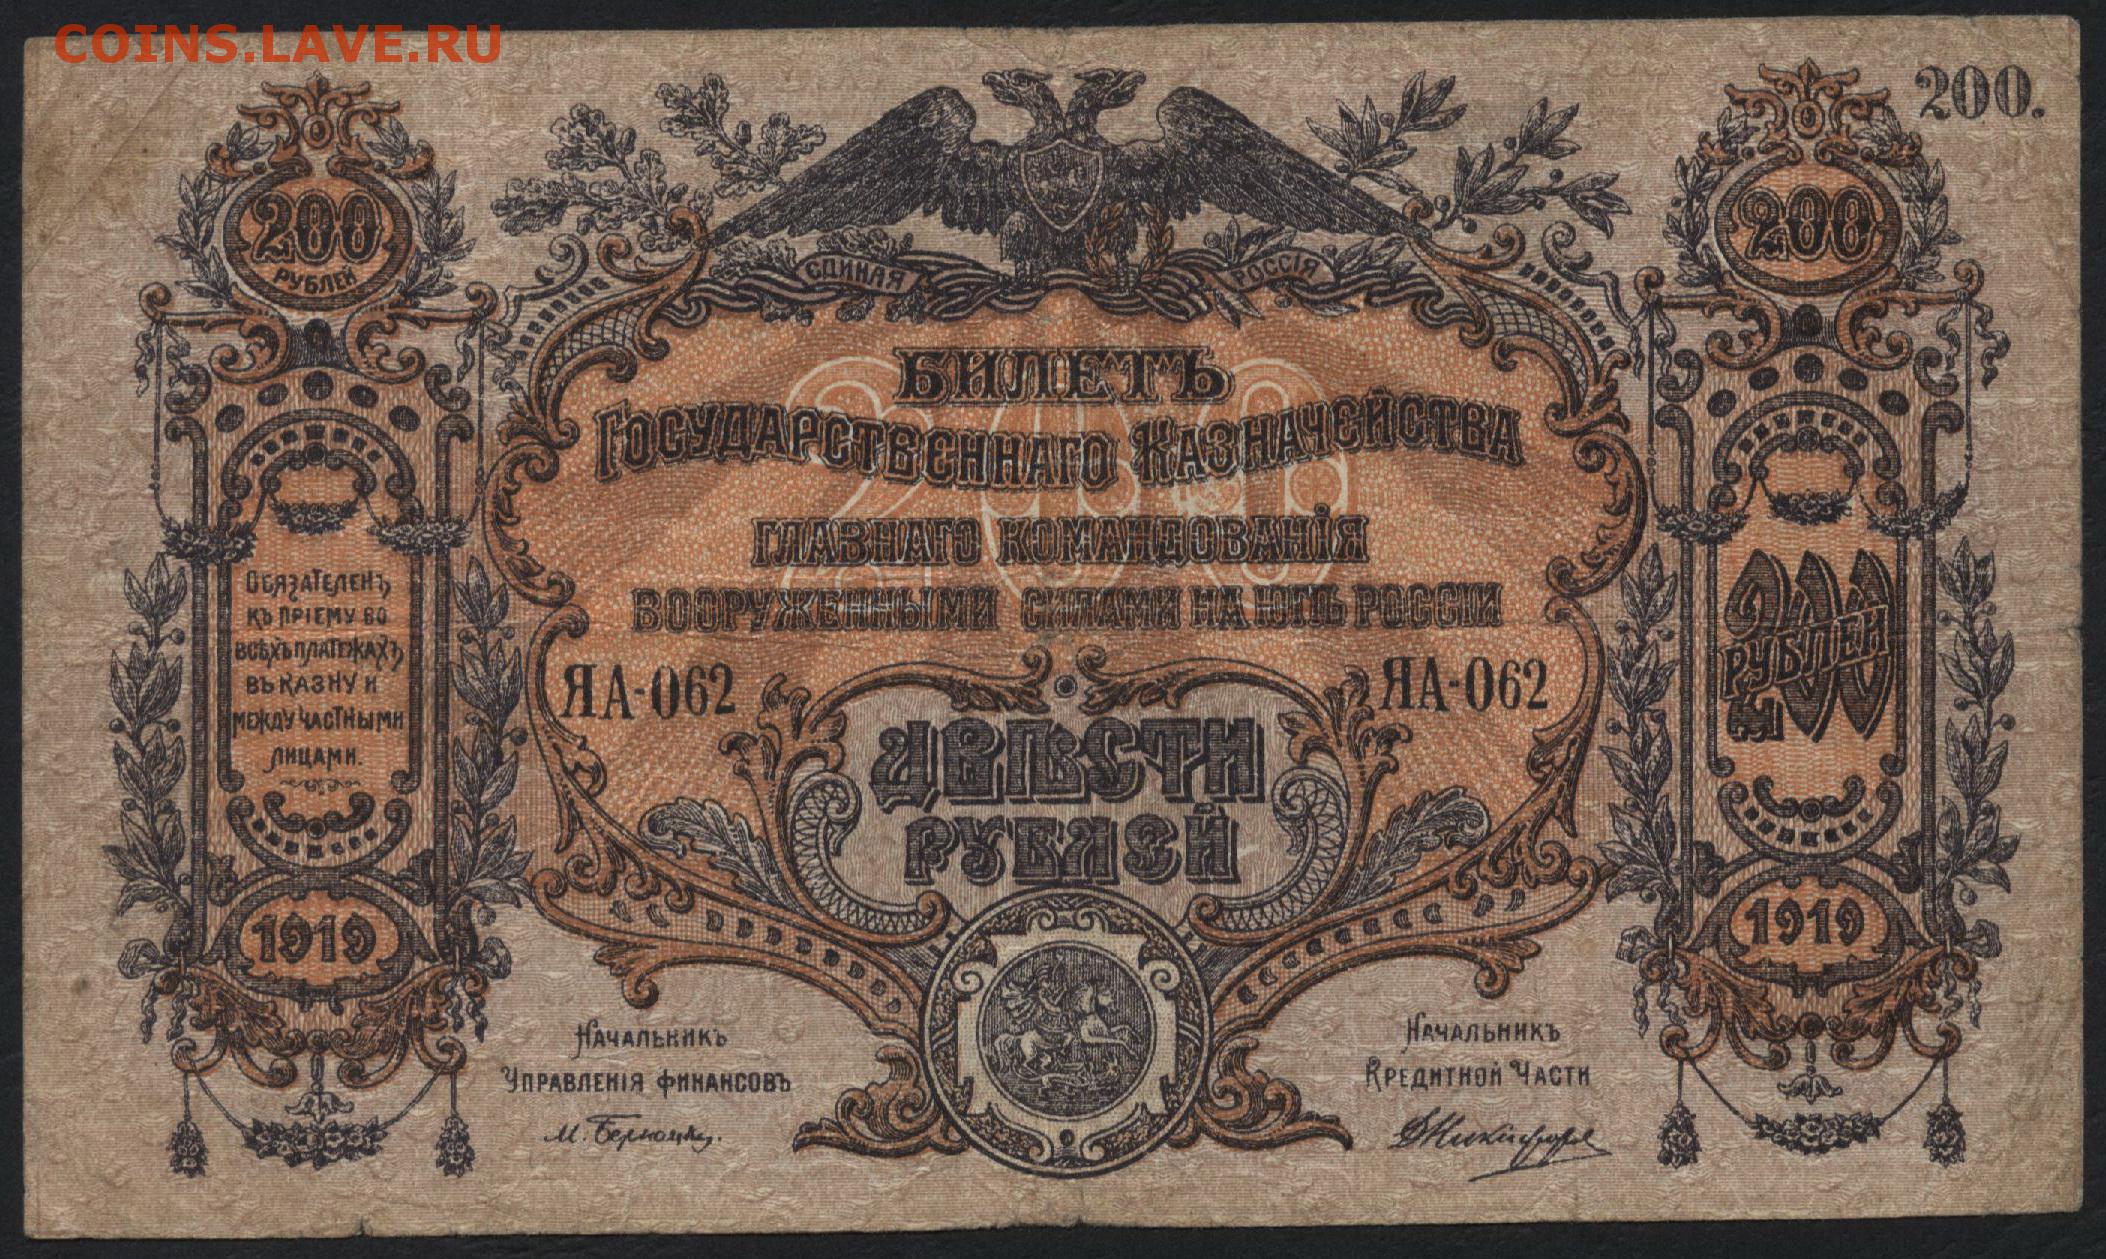 COINS.LAVE.RU
200.
200
РУБЛЕЙ
200
ЕДИНАЯ РОССІЯ
БИЛЕТЪ
ГОСУДАРСТВЕННАГО КАЗНАЧЕЙСТВА
ГЛАВНАГО КОМАНДОВАНІЯ
ВООРУЖЕННЫМИ СИЛАМИ НА ЮГѢ РОССІИ
200
ЯА-062 ЯА-062
ДВѢСТИ
РУБЛЕЙ
ОБЯЗАТЕЛЕНЪ
КЪ ПРІЕМУ ВО
ВСѢХЪ ПЛАТЕЖАХЪ
ВЪ КАЗНУ И
МЕЖДУ ЧАСТНЫМИ
ЛИЦАМИ.
200
РУБЛЕЙ
1919
1919
НАЧАЛЬНИКЪ
УПРАВЛЕНІЯ ФИНАНСОВЪ
НАЧАЛЬНИКЪ
КРЕДИТНОЙ ЧАСТИ